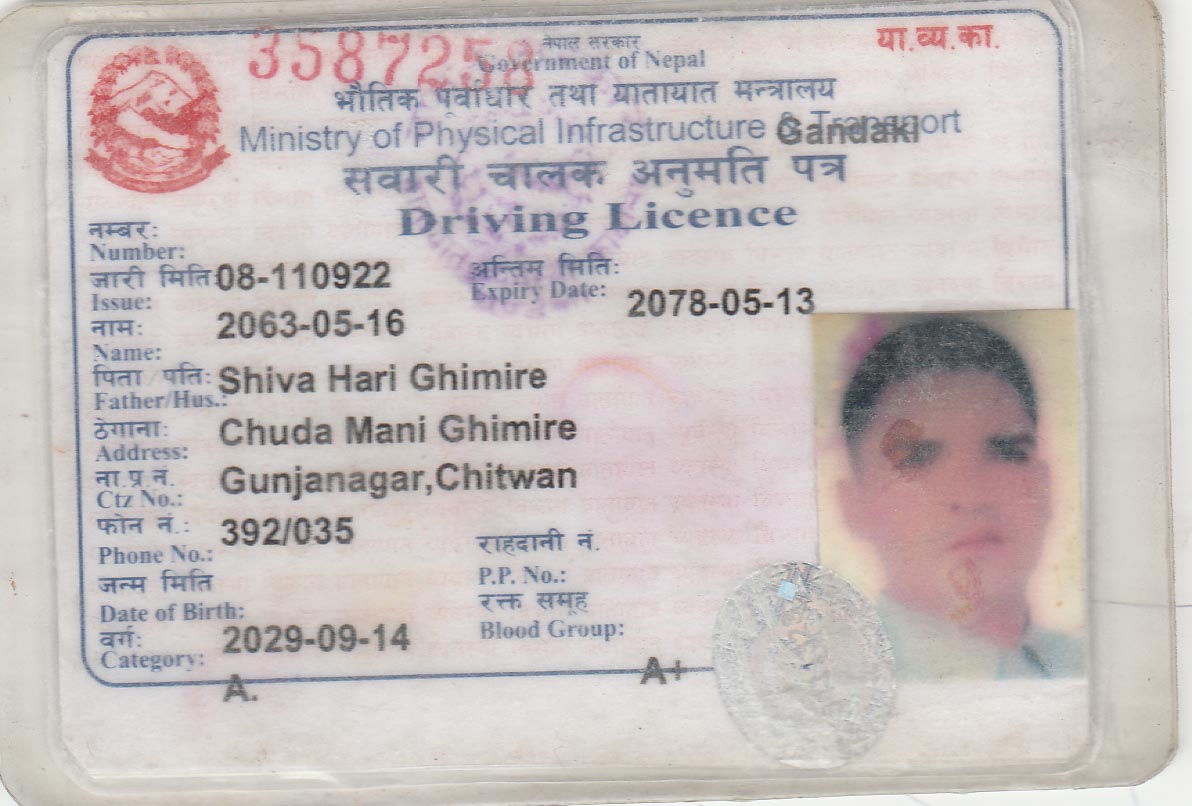 3587258
या.व्य.का.
नेपाल सरकार
Government of Nepal
भौतिक पूर्वाधार तथा यातायात मन्त्रालय
Ministry of Physical Infrastructure & Transport
Gandaki
सवारी चालक अनुमति पत्र
Driving Licence
नम्बर:
Number:
08-110922
जारी मिति:
Issue:
2063-05-16
अन्तिम मिति:
Expiry Date:
2078-05-13
नाम:
Name:
Shiva Hari Ghimire
पिता/पति:
Father/Hus.:
Chuda Mani Ghimire
ठेगाना:
Address:
Gunjanagar,Chitwan
ना.प्र.नं.
Ctz No.:
392/035
फोन नं.:
Phone No.:
राहदानी नं.
P.P. No.:
जन्म मिति
Date of Birth:
2029-09-14
रक्त समूह
Blood Group:
A+
वर्ग:
Category:
A.